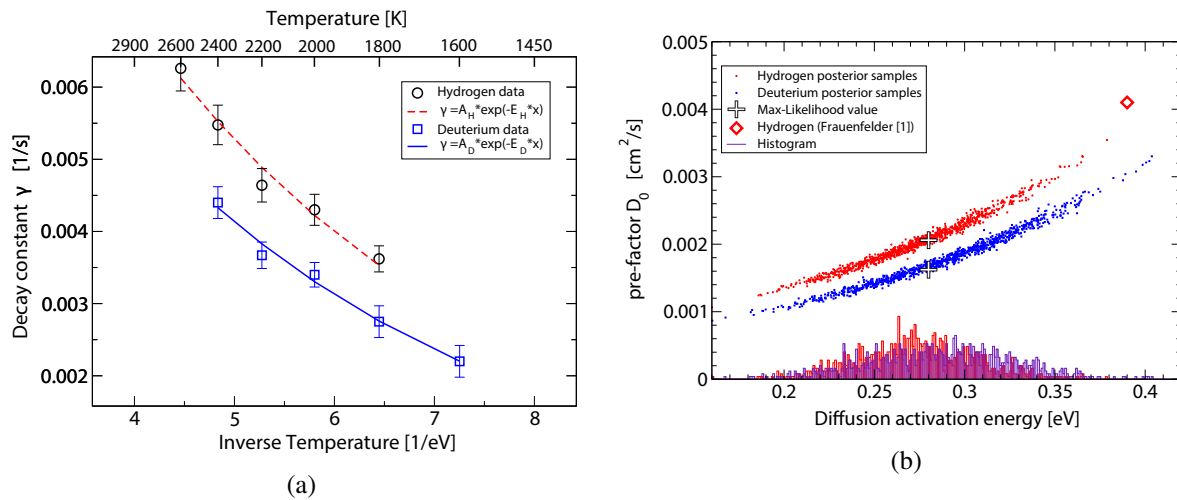 Temperature [K]
2900 2600 2400 2200 2000 1800 1600 1450
0.006
0.005
0.004
0.003
0.002
Decay constant γ [1/s]
Hydrogen data
γ =A_H*exp(-E_H*x)
Deuterium data
γ=A_D*exp(-E_D*x)
4 5 6 7 8
Inverse Temperature [1/eV]
(a)
0.005
0.004
0.003
0.002
0.001
0
pre-factor D_0 [cm^2/s]
Hydrogen posterior samples
Deuterium posterior samples
Max-Likelihood value
Hydrogen (Frauenfelder [1])
Histogram
0.2 0.25 0.3 0.35 0.4
Diffusion activation energy [eV]
(b)